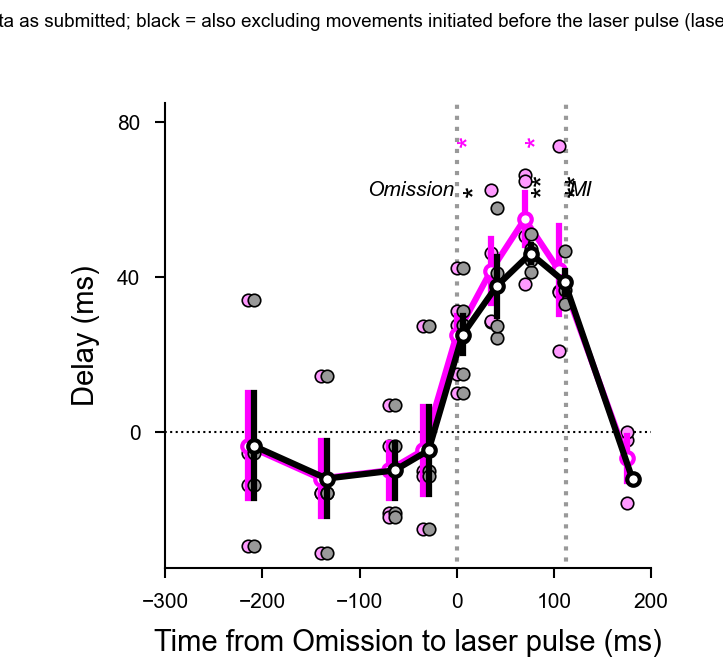 ta as submitted; black = also excluding movements initiated before the laser pulse (lase
80
* *
Omission * * * * * MI
40
Delay (ms)
0
−300 −200 −100 0 100 200
Time from Omission to laser pulse (ms)